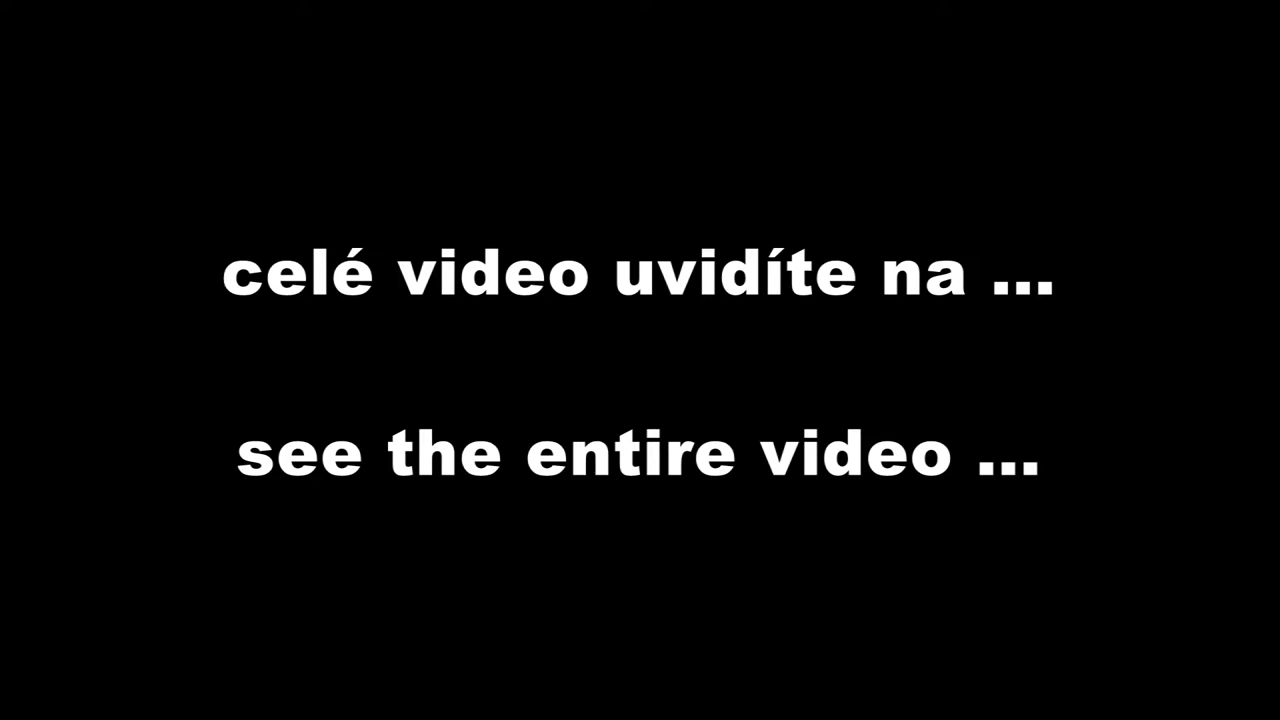 celé video uvidíte na ...
see the entire video ...